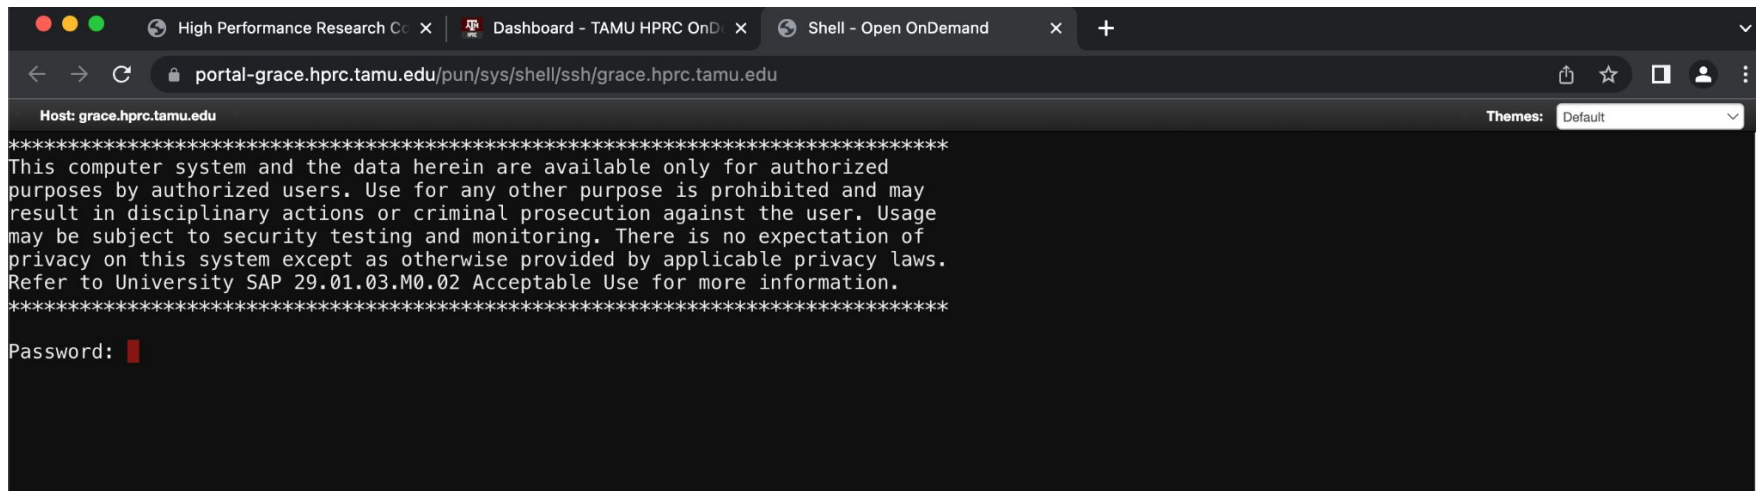 High Performance Research Co
Dashboard - TAMU HPRC OnD
Shell - Open OnDemand
portal-grace.hprc.tamu.edu/pun/sys/shell/ssh/grace.hprc.tamu.edu
Host: grace.hprc.tamu.edu
Themes: Default
*******************************************************************************
This computer system and the data herein are available only for authorized
purposes by authorized users. Use for any other purpose is prohibited and may
result in disciplinary actions or criminal prosecution against the user. Usage
may be subject to security testing and monitoring. There is no expectation of
privacy on this system except as otherwise provided by applicable privacy laws.
Refer to University SAP 29.01.03.M0.02 Acceptable Use for more information.
*******************************************************************************
Password: